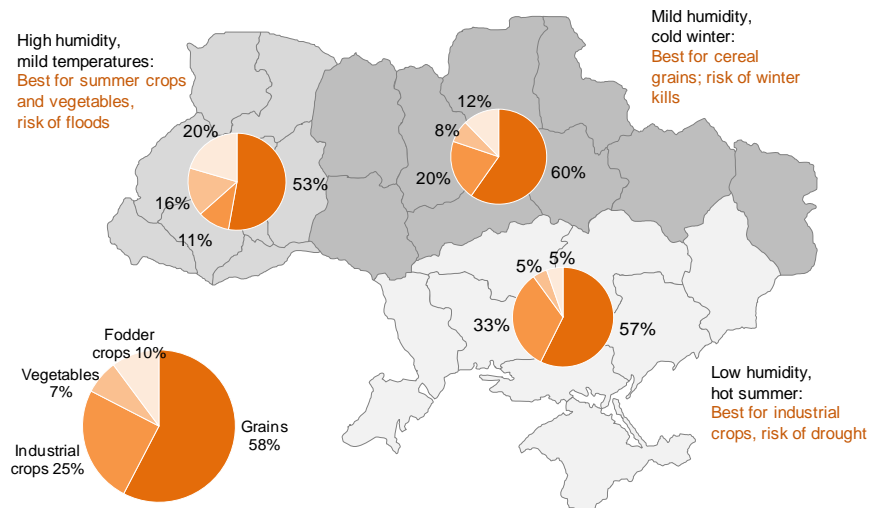 High humidity,
mild temperatures:
Best for summer crops
and vegetables,
risk of floods
Mild humidity,
cold winter:
Best for cereal
grains; risk of winter
kills
20%
53%
16%
11%
12%
8%
20%
60%
5%
5%
33%
57%
Fodder
crops 10%
Vegetables
7%
Industrial
crops 25%
Grains
58%
Low humidity,
hot summer:
Best for industrial
crops, risk of drought